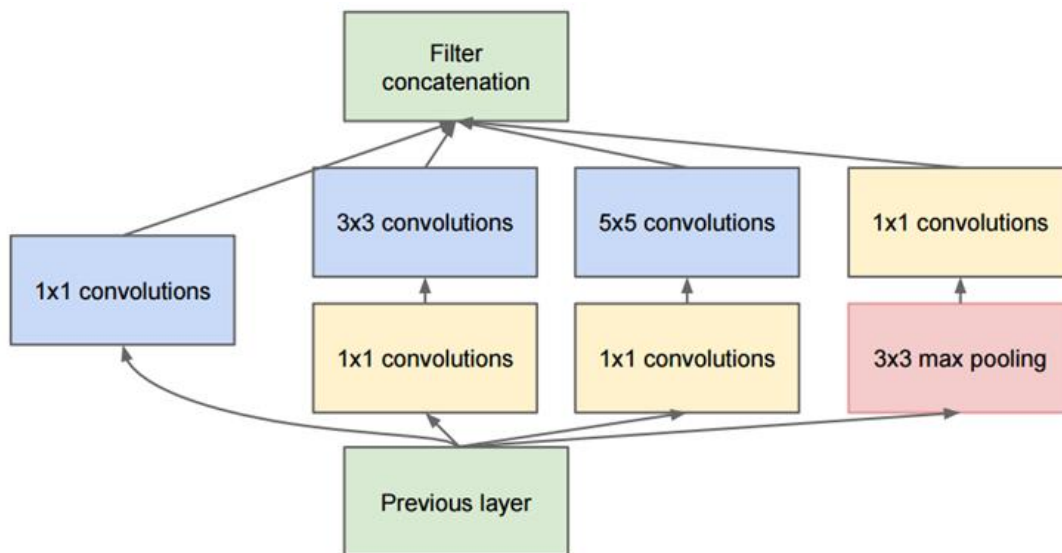 Filter
concatenation
3x3 convolutions
5x5 convolutions
1x1 convolutions
1x1 convolutions
1x1 convolutions
1x1 convolutions
3x3 max pooling
Previous layer